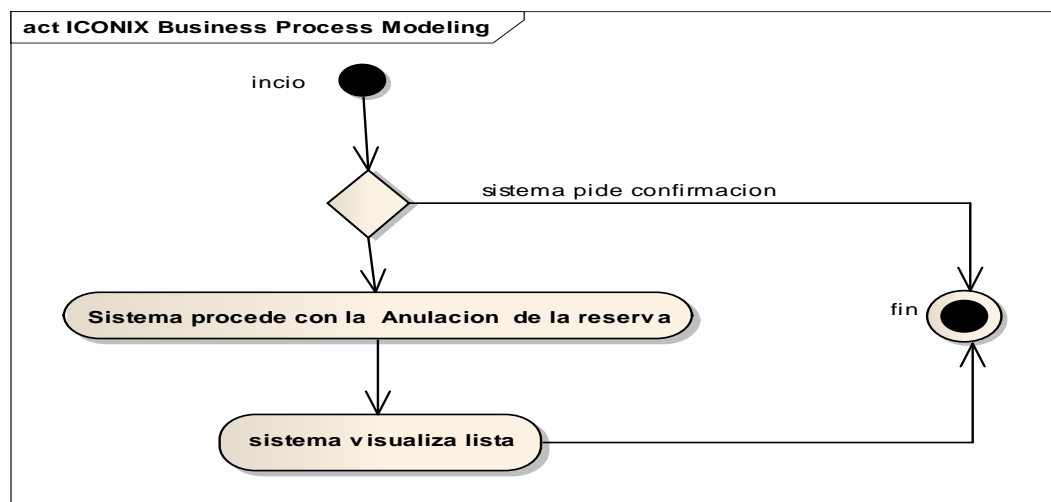 act ICONIX Business Process Modeling
incio
sistema pide confirmacion
Sistema procede con la Anulacion de la reserva
fin
sistema visualiza lista